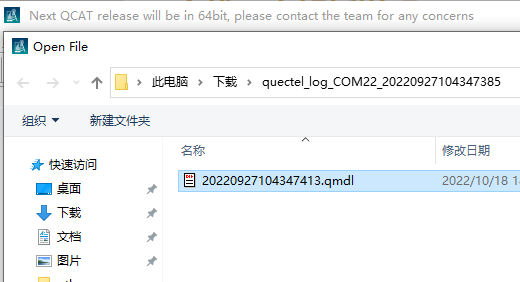 Next QCAT release will be in 64bit, please contact the team for any concerns
Open File
此电脑 > 下载 > quectel_log_COM22_20220927104347385
组织 新建文件夹
名称 修改日期
快速访问
20220927104347413.qmdl 2022/10/18
桌面
下载
文档
图片